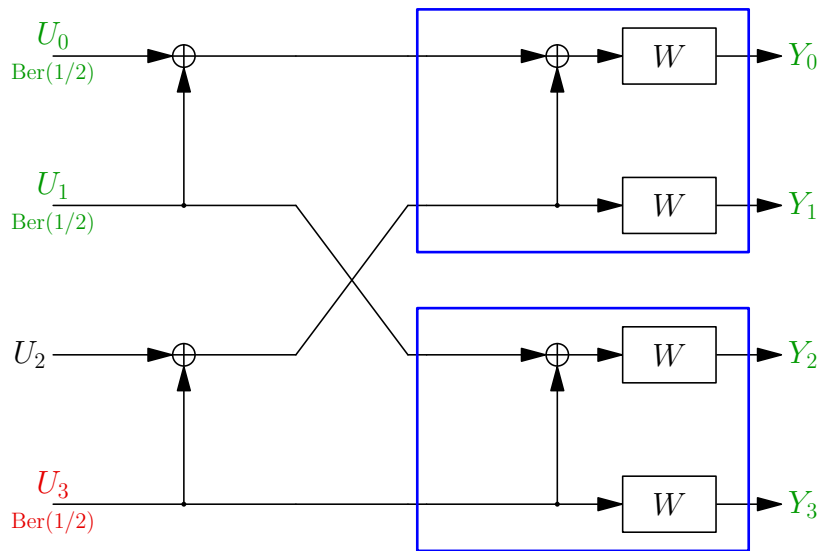 U₀
Ber(1/2)
W
Y₀
U₁
Ber(1/2)
W
Y₁
U₂
W
Y₂
U₃
Ber(1/2)
W
Y₃